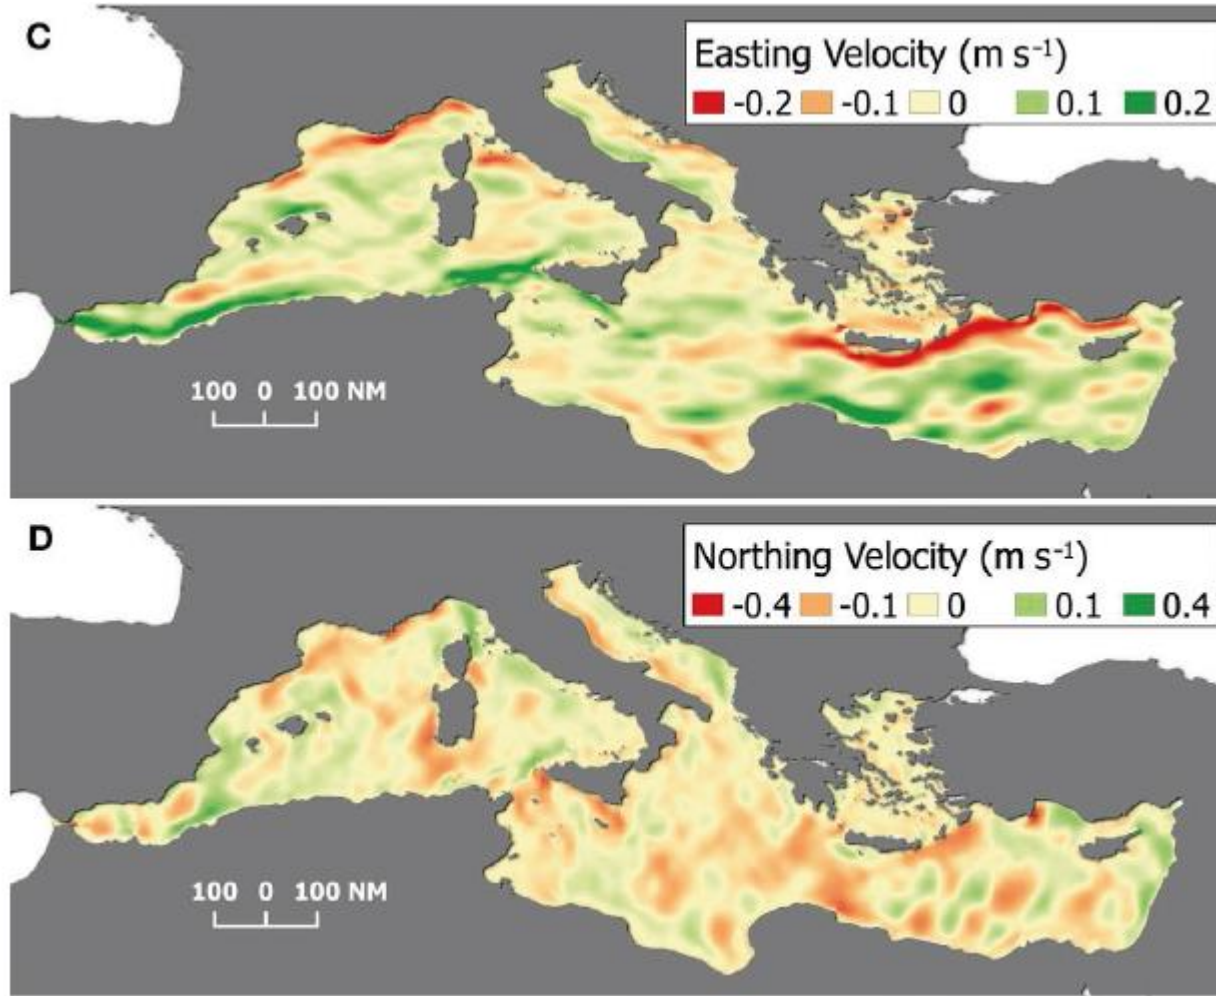 C
Easting Velocity (m s⁻¹)
-0.2 -0.1 0 0.1 0.2
100 0 100 NM
D
Northing Velocity (m s⁻¹)
-0.4 -0.1 0 0.1 0.4
100 0 100 NM